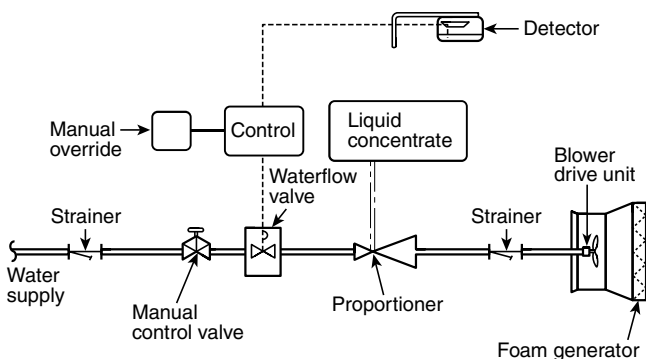 Detector
Manual
override
Control
Liquid
concentrate
Waterflow
valve
Blower
drive unit
Strainer
Strainer
Water
supply
Manual
control valve
Proportioner
Foam generator